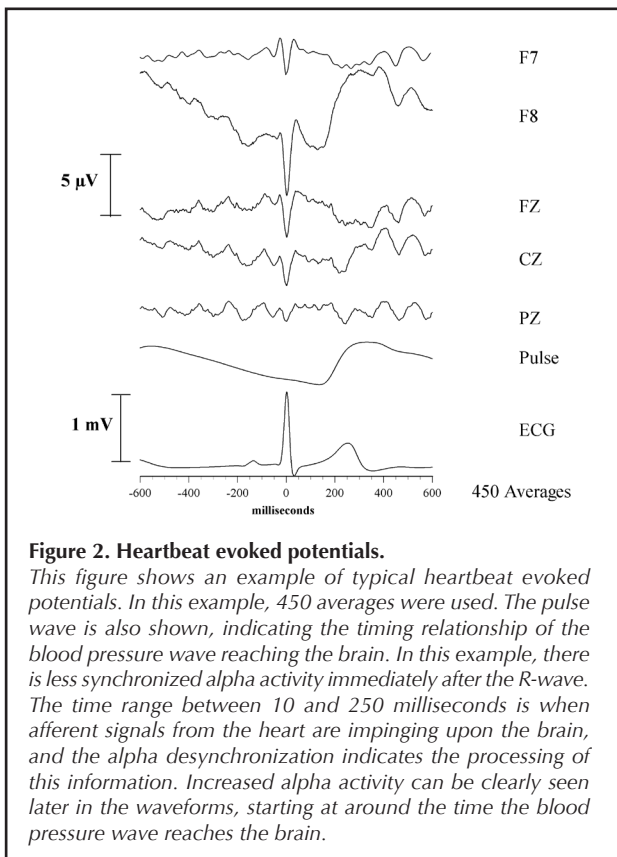 F7
F8
5 µV
FZ
CZ
PZ
Pulse
1 mV
ECG
-600 -400 -200 0 200 400 600
milliseconds
450 Averages
Figure 2. Heartbeat evoked potentials.
This figure shows an example of typical heartbeat evoked
potentials. In this example, 450 averages were used. The pulse
wave is also shown, indicating the timing relationship of the
blood pressure wave reaching the brain. In this example, there
is less synchronized alpha activity immediately after the R-wave.
The time range between 10 and 250 milliseconds is when
afferent signals from the heart are impinging upon the brain,
and the alpha desynchronization indicates the processing of
this information. Increased alpha activity can be clearly seen
later in the waveforms, starting at around the time the blood
pressure wave reaches the brain.